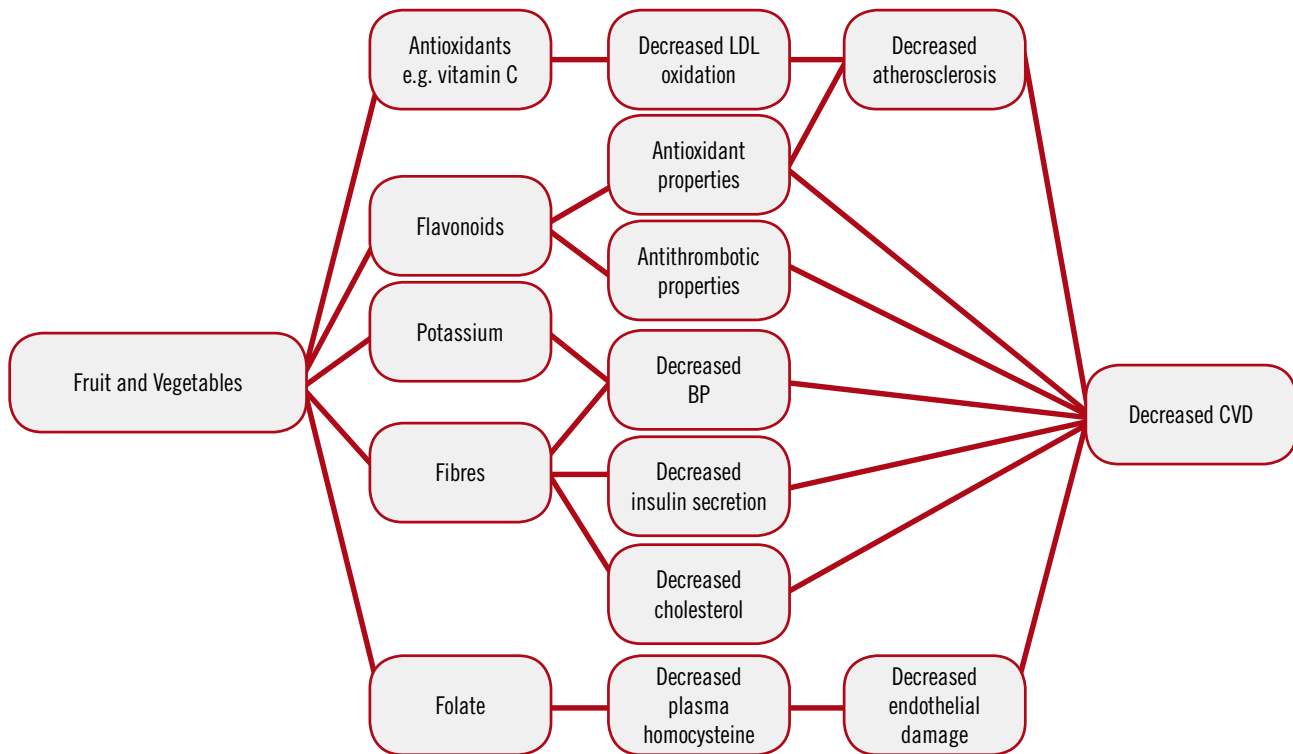 Antioxidants
e.g. vitamin C
Decreased LDL
oxidation
Decreased
atherosclerosis
Antioxidant
properties
Flavonoids
Antithrombotic
properties
Potassium
Fruit and Vegetables
Decreased
BP
Decreased CVD
Fibres
Decreased
insulin secretion
Decreased
cholesterol
Folate
Decreased
plasma
homocysteine
Decreased
endothelial
damage